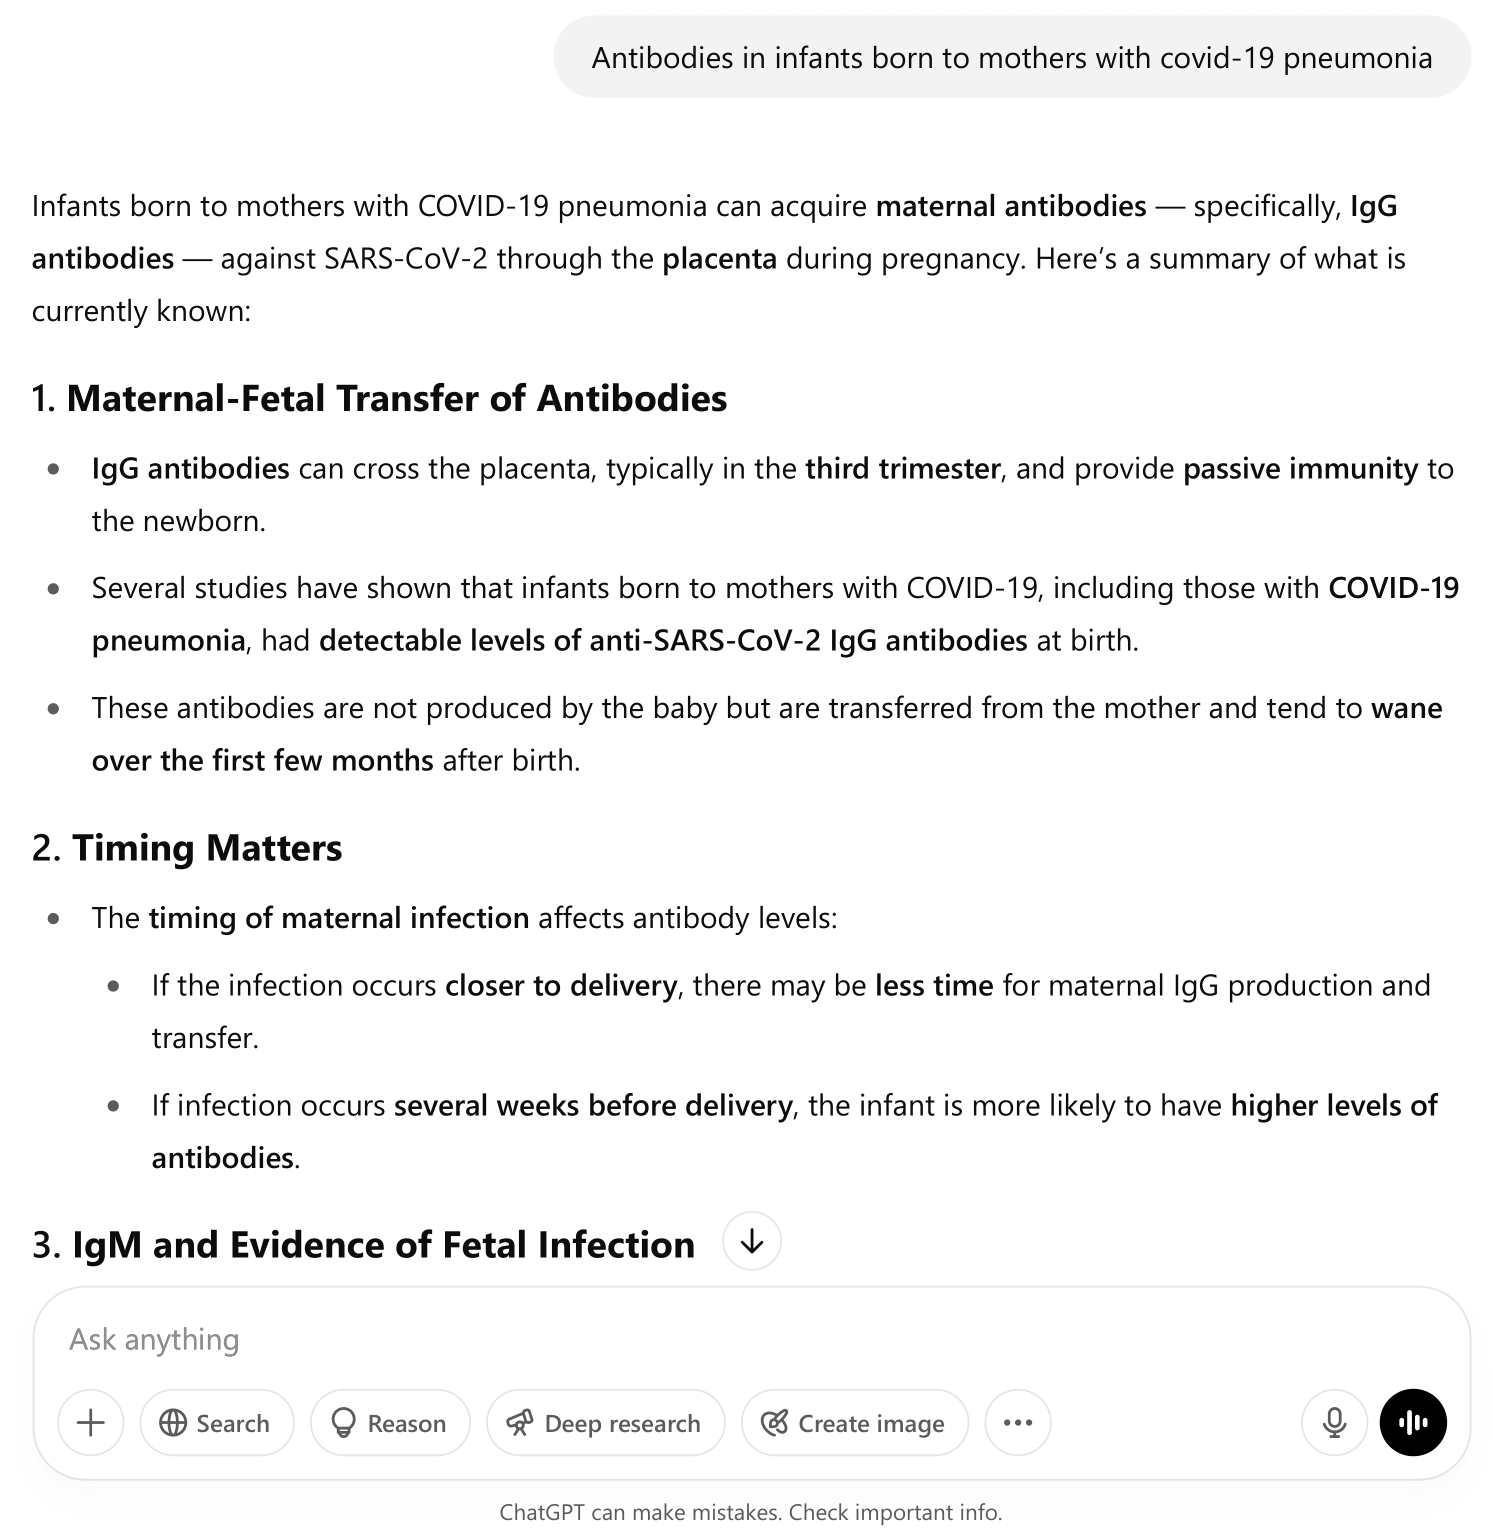 Antibodies in infants born to mothers with covid-19 pneumonia
Infants born to mothers with COVID-19 pneumonia can acquire maternal antibodies — specifically, IgG
antibodies — against SARS-CoV-2 through the placenta during pregnancy. Here’s a summary of what is
currently known:
1. Maternal-Fetal Transfer of Antibodies
• IgG antibodies can cross the placenta, typically in the third trimester, and provide passive immunity to
the newborn.
• Several studies have shown that infants born to mothers with COVID-19, including those with COVID-19
pneumonia, had detectable levels of anti-SARS-CoV-2 IgG antibodies at birth.
• These antibodies are not produced by the baby but are transferred from the mother and tend to wane
over the first few months after birth.
2. Timing Matters
• The timing of maternal infection affects antibody levels:
• If the infection occurs closer to delivery, there may be less time for maternal IgG production and
transfer.
• If infection occurs several weeks before delivery, the infant is more likely to have higher levels of
antibodies.
3. IgM and Evidence of Fetal Infection
Ask anything
Search Reason Deep research Create image
ChatGPT can make mistakes. Check important info.